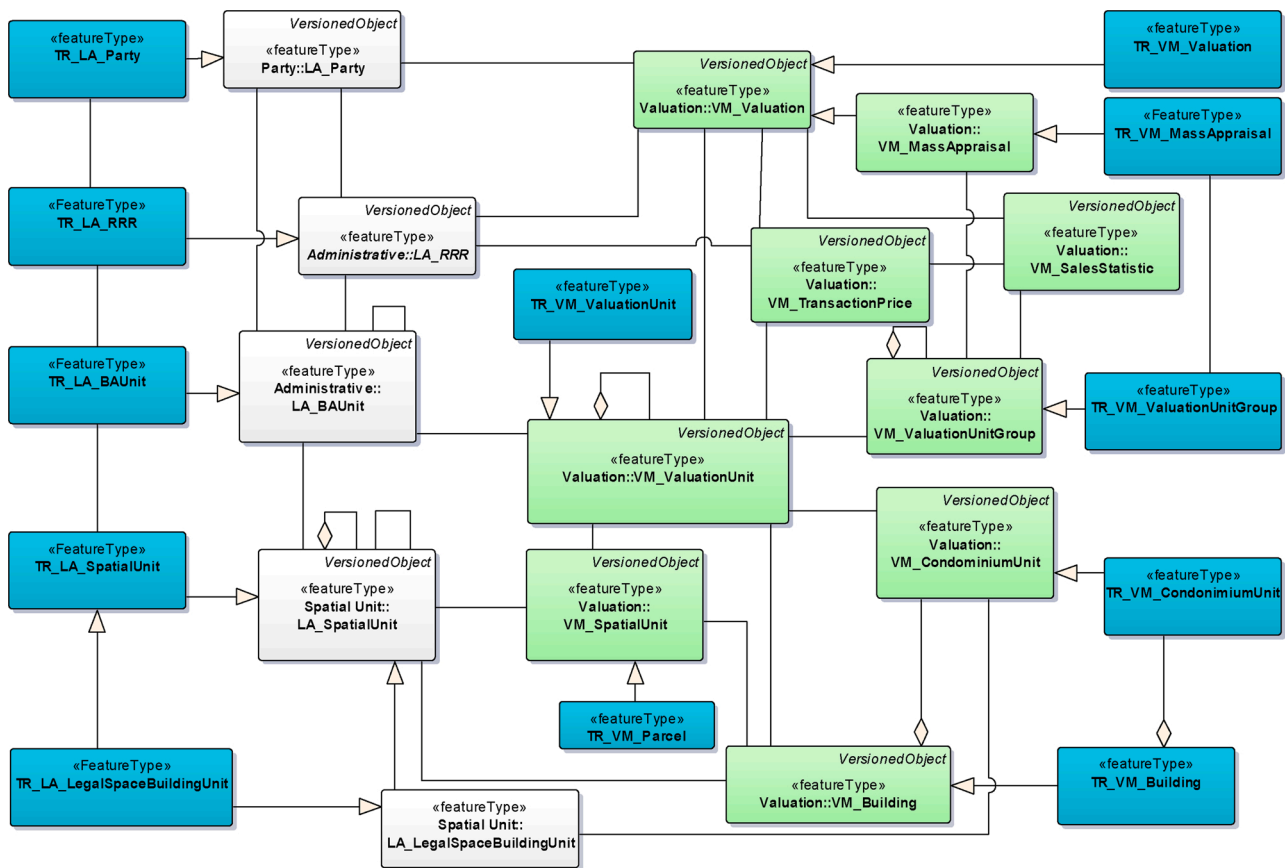 «featureType»
TR_LA_Party
VersionedObject
«featureType»
Party::LA_Party
VersionedObject
«featureType»
Valuation::VM_Valuation
«featureType»
TR_VM_Valuation
VersionedObject
«featureType»
Valuation::
VM_MassAppraisal
«FeatureType»
TR_VM_MassAppraisal
«FeatureType»
TR_LA_RRR
VersionedObject
«featureType»
Administrative::LA_RRR
VersionedObject
«featureType»
Valuation::
VM_SalesStatistic
VersionedObject
«featureType»
Valuation::
VM_TransactionPrice
«featureType»
TR_VM_ValuationUnit
«FeatureType»
TR_LA_BAUnit
VersionedObject
«featureType»
Administrative::
LA_BAUnit
VersionedObject
«featureType»
Valuation::
VM_ValuationUnitGroup
«featureType»
TR_VM_ValuationUnitGroup
VersionedObject
«featureType»
Valuation::VM_ValuationUnit
VersionedObject
«featureType»
Valuation::
VM_CondominiumUnit
«FeatureType»
TR_LA_SpatialUnit
VersionedObject
«featureType»
Spatial Unit::
LA_SpatialUnit
VersionedObject
«featureType»
Valuation::
VM_SpatialUnit
«featureType»
TR_VM_CondonimiumUnit
«featureType»
TR_VM_Parcel
«FeatureType»
TR_LA_LegalSpaceBuildingUnit
VersionedObject
«featureType»
Valuation::VM_Building
«featureType»
TR_VM_Building
«featureType»
Spatial Unit::
LA_LegalSpaceBuildingUnit